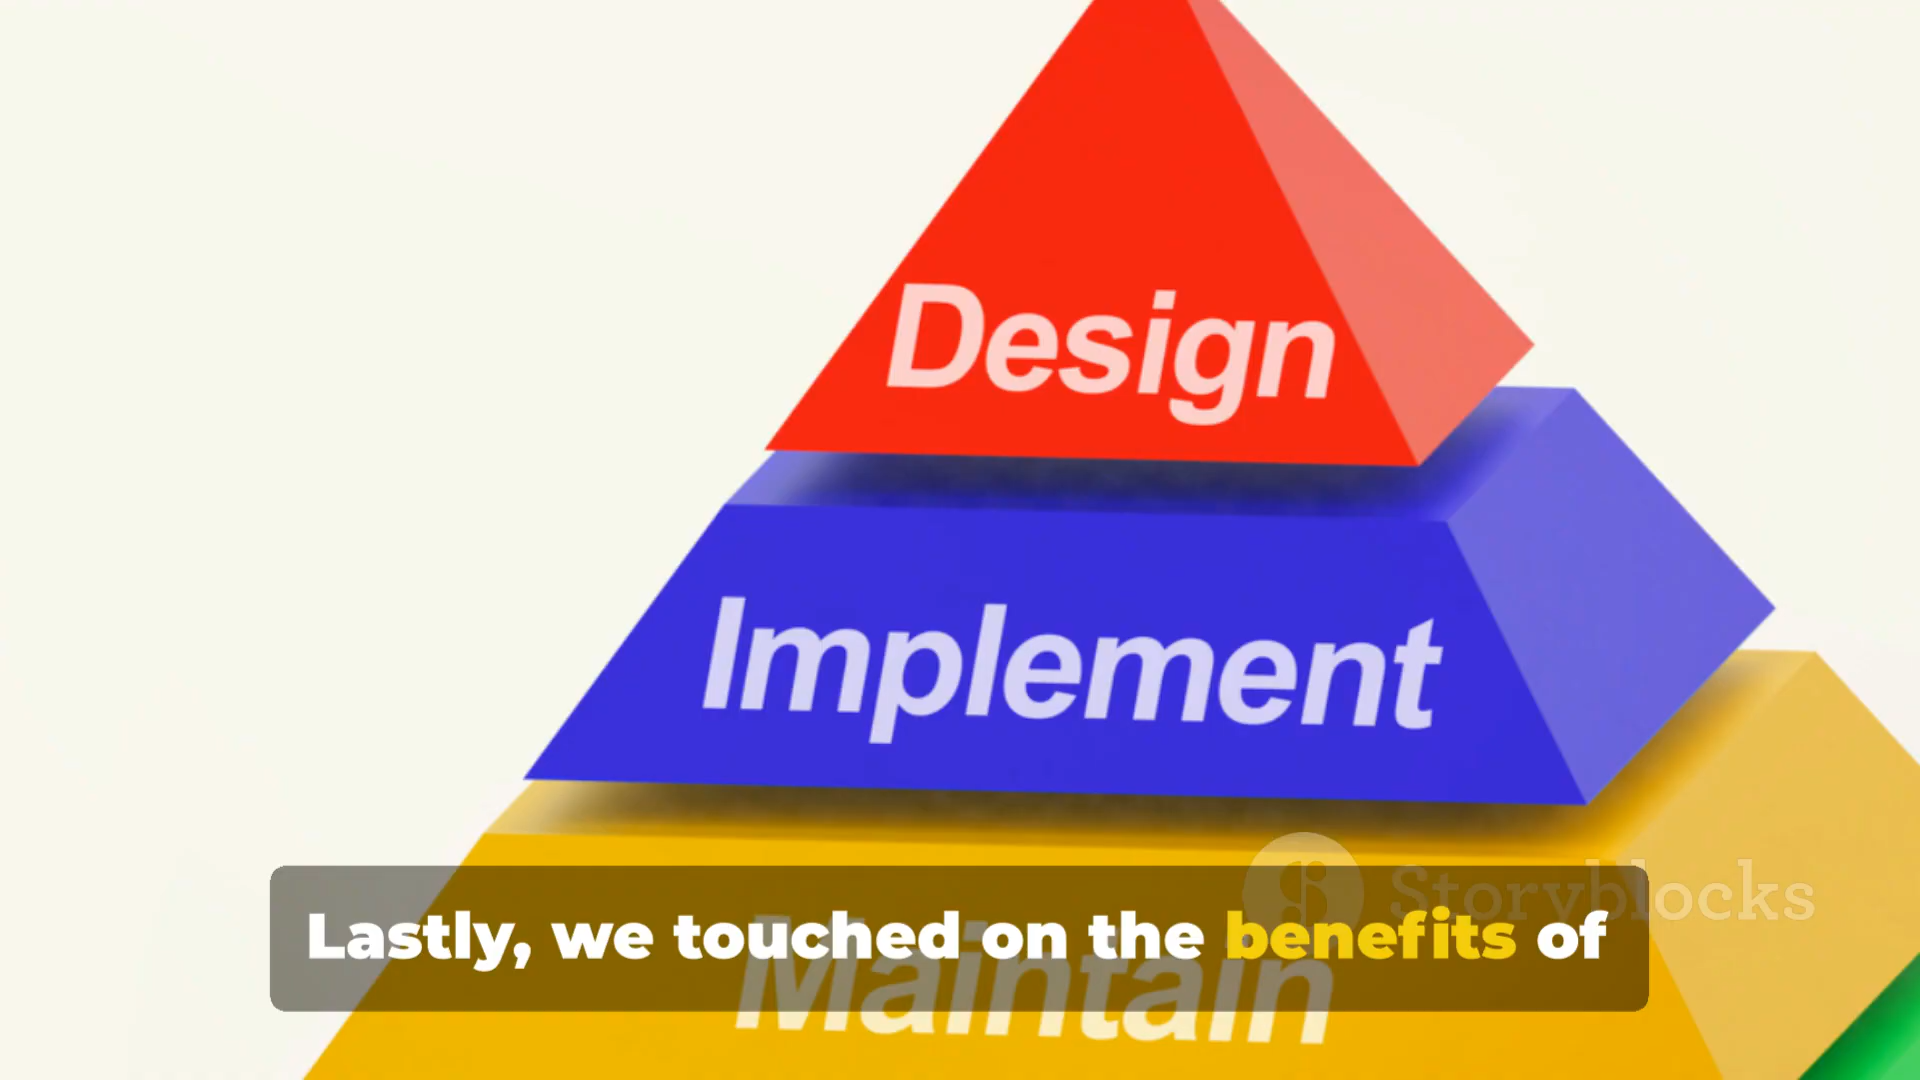 Design
Implement
Storyblocks
Lastly, we touched on the benefits of
Maintain